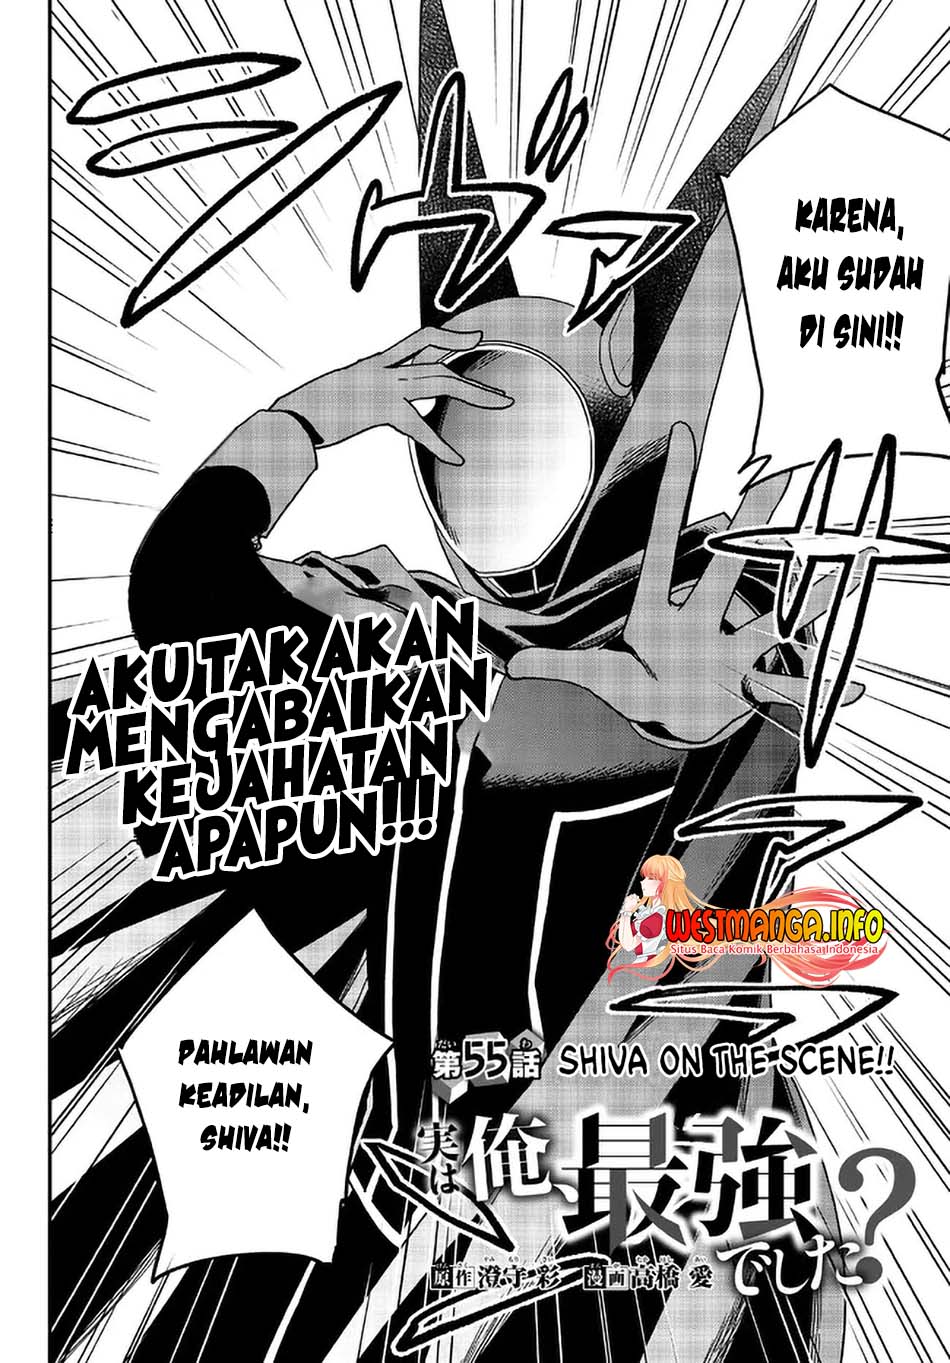 KARENA,
AKU SUDAH
DI SINI!!
シュヴァ
AKU TAK AKAN
MENGABAIKAN
KEJAHATAN
APAPUN!!!
WESTMANGA.INFO
Situs Baca Komik Berbahasa Indonesia
PAHLAWAN
KEADILAN,
SHIVA!!
第55話 SHIVA ON THE SCENE!!
実は俺、最強でした?
原作 澄守彩 漫画 高橋愛